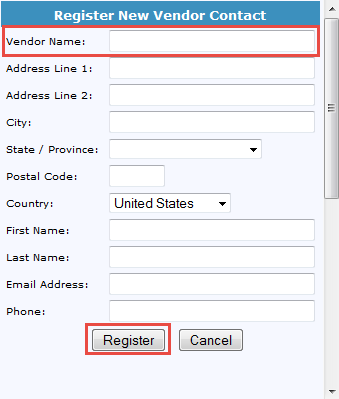 Register New Vendor Contact
Vendor Name:
Address Line 1:
Address Line 2:
City:
State / Province:
Postal Code:
Country: United States
First Name:
Last Name:
Email Address:
Phone:
Register Cancel